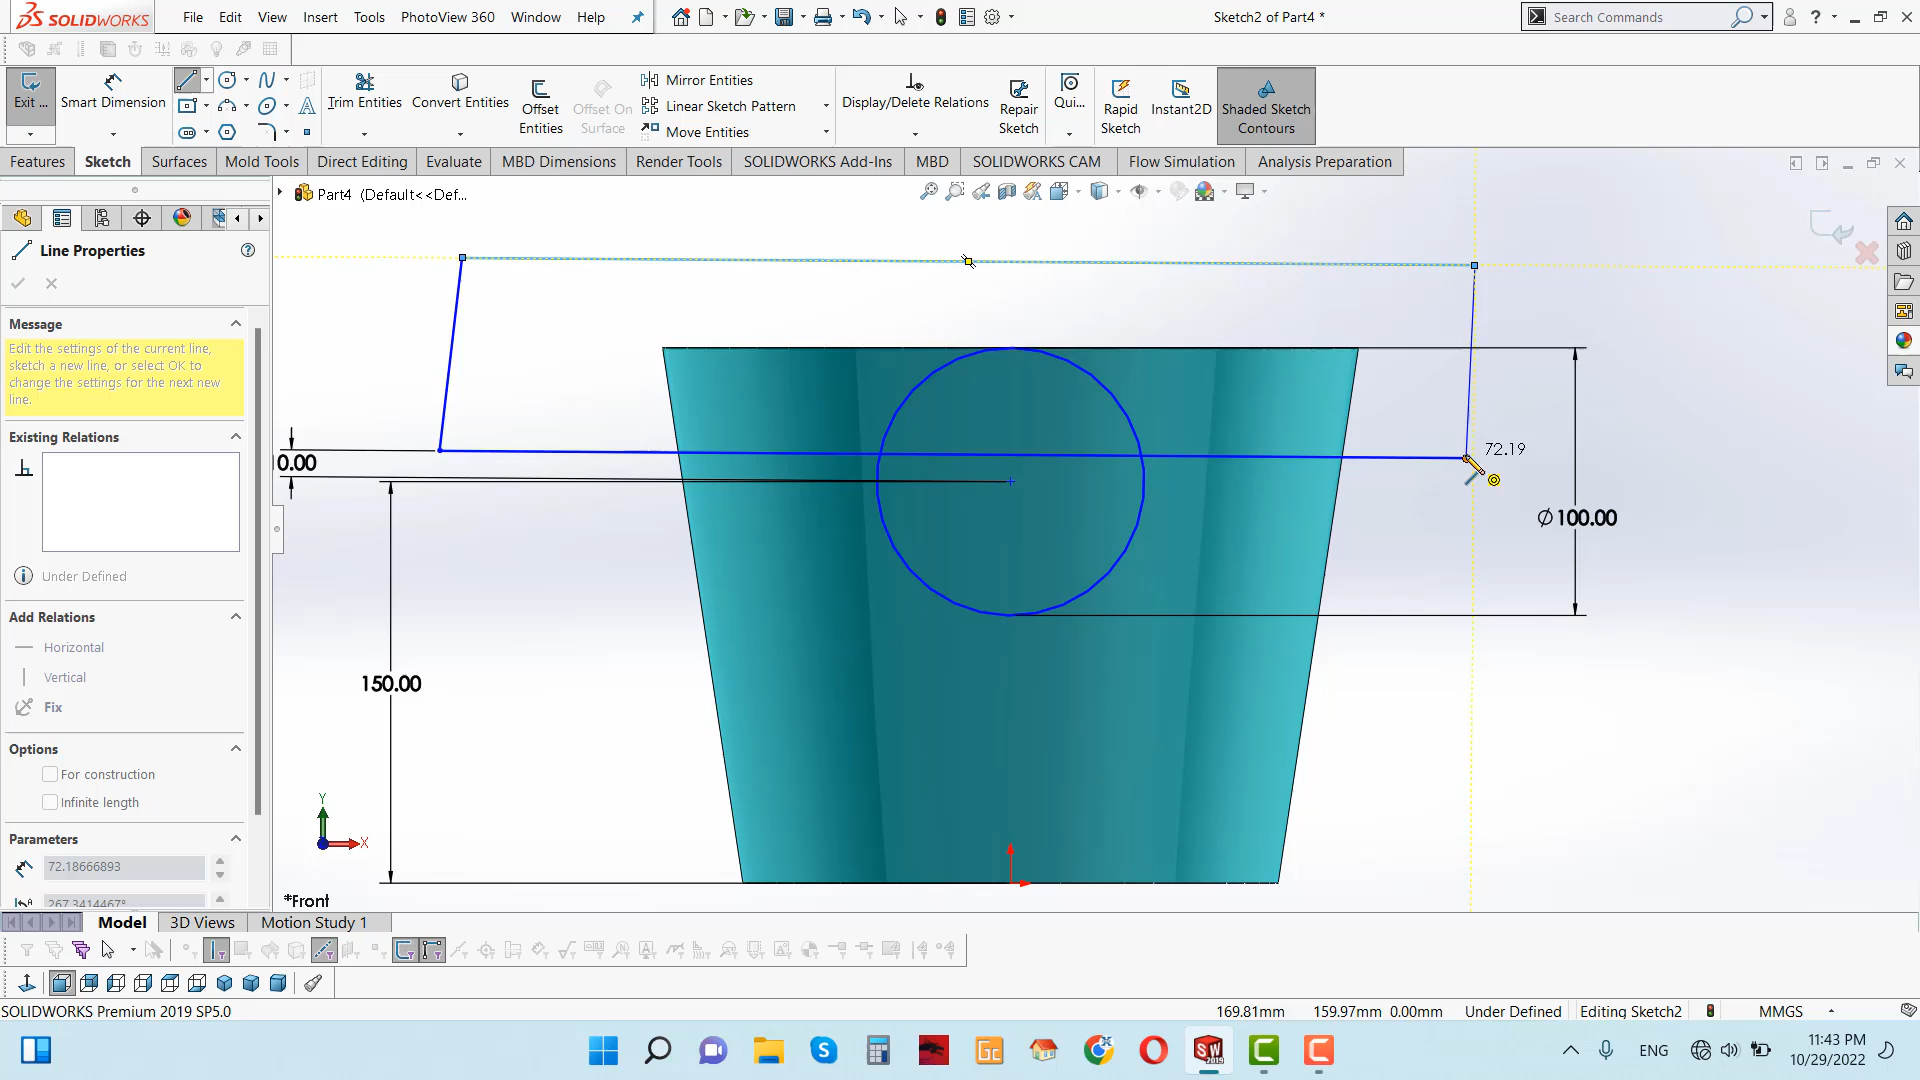 SOLIDWORKS
File
Edit
View
Insert
Tools
PhotoView 360
Window
Help
Sketch2 of Part4 *
Search Commands
Exit ...
Smart Dimension
Trim Entities
Convert Entities
Offset Entities
Offset On Surface
Mirror Entities
Linear Sketch Pattern
Move Entities
Display/Delete Relations
Repair Sketch
Qui...
Rapid Sketch
Instant2D
Shaded Sketch Contours
Features
Sketch
Surfaces
Mold Tools
Direct Editing
Evaluate
MBD Dimensions
Render Tools
SOLIDWORKS Add-Ins
MBD
SOLIDWORKS CAM
Flow Simulation
Analysis Preparation
Part4 (Default<<Def...
Line Properties
Message
Edit the settings of the current line,
sketch a new line, or select OK to
change the settings for the next new
line.
Existing Relations
Under Defined
Add Relations
Horizontal
Vertical
Fix
Options
For construction
Infinite length
Parameters
72.18666893
267.3414467°
72.19
0.00
Ø100.00
150.00
Y
X
*Front
Model
3D Views
Motion Study 1
SOLIDWORKS Premium 2019 SP5.0
169.81mm
159.97mm 0.00mm
Under Defined
Editing Sketch2
MMGS
ENG
11:43 PM
10/29/2022